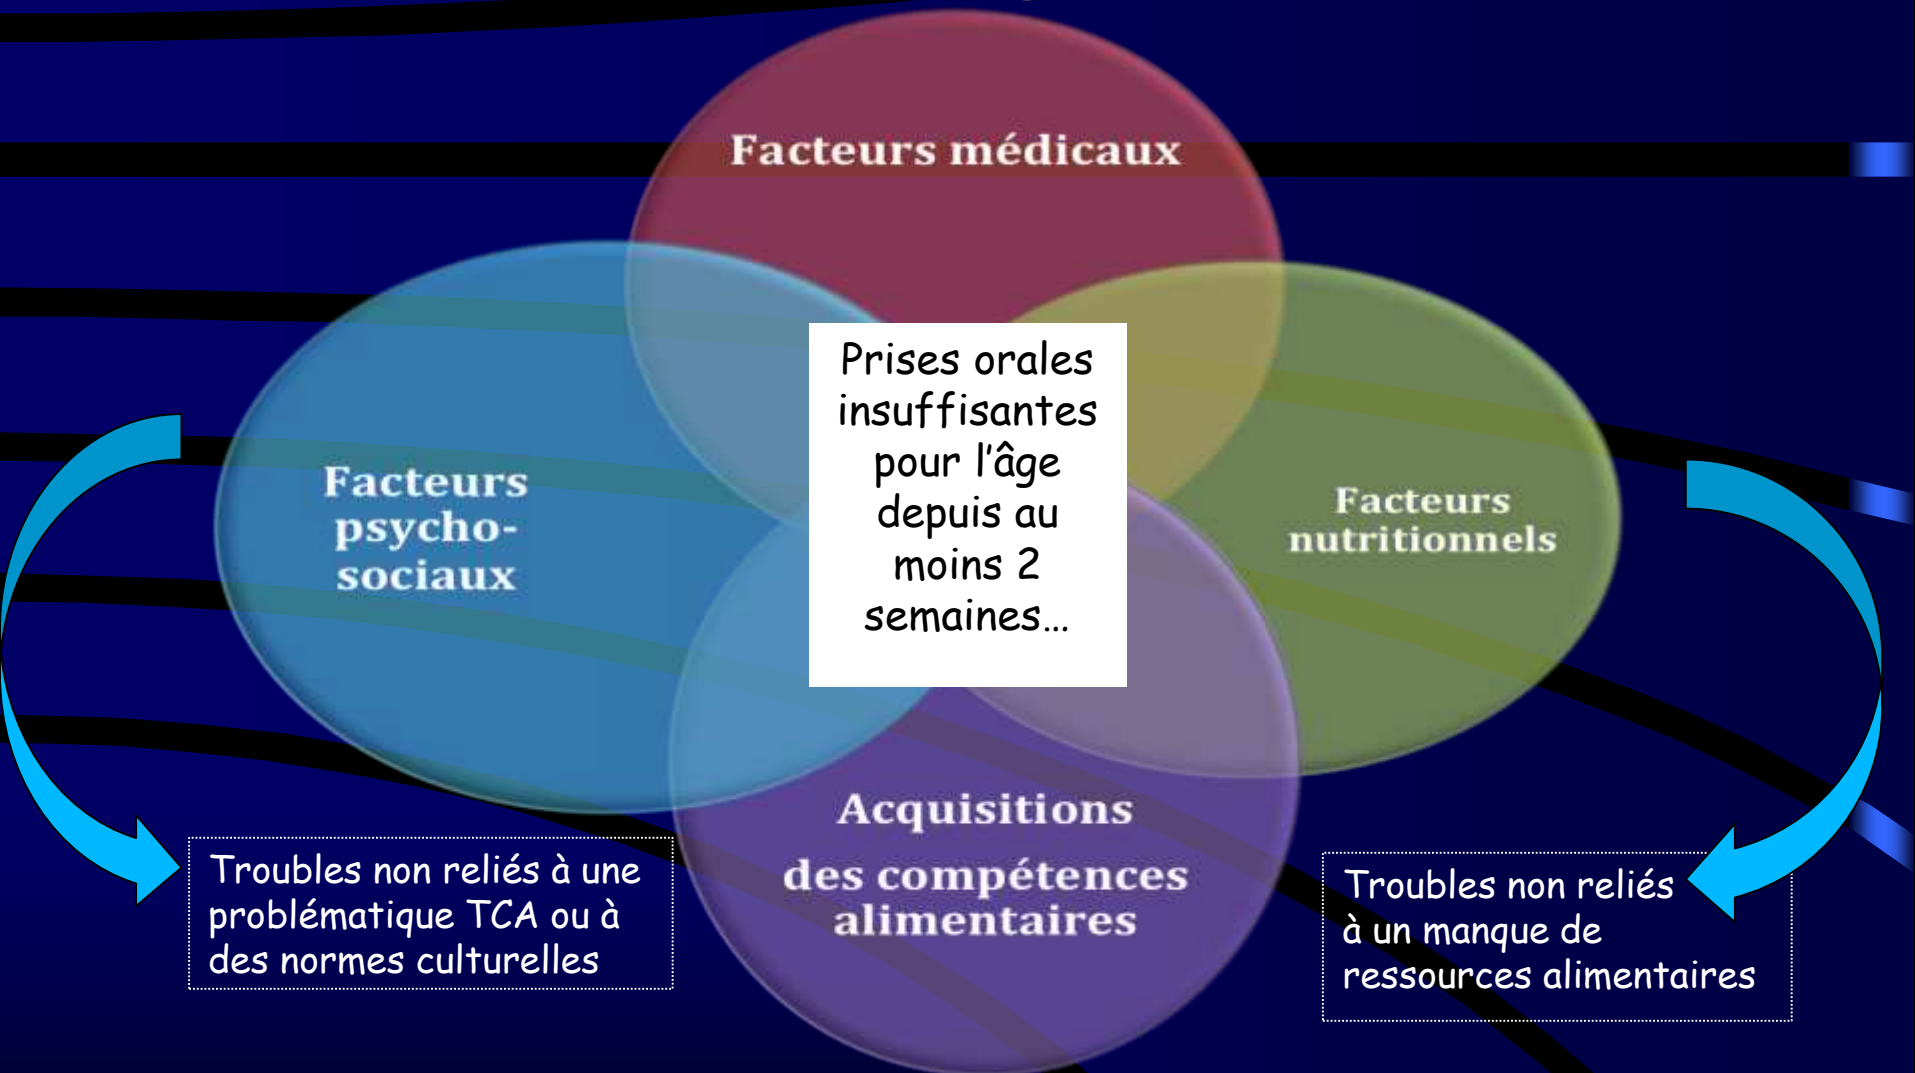 Facteurs médicaux
Prises orales
insuffisantes
pour l'âge
depuis au
moins 2
semaines...
Facteurs
psycho-
sociaux
Facteurs
nutritionnels
Acquisitions
des compétences
alimentaires
Troubles non reliés à une
problématique TCA ou à
des normes culturelles
Troubles non reliés
à un manque de
ressources alimentaires